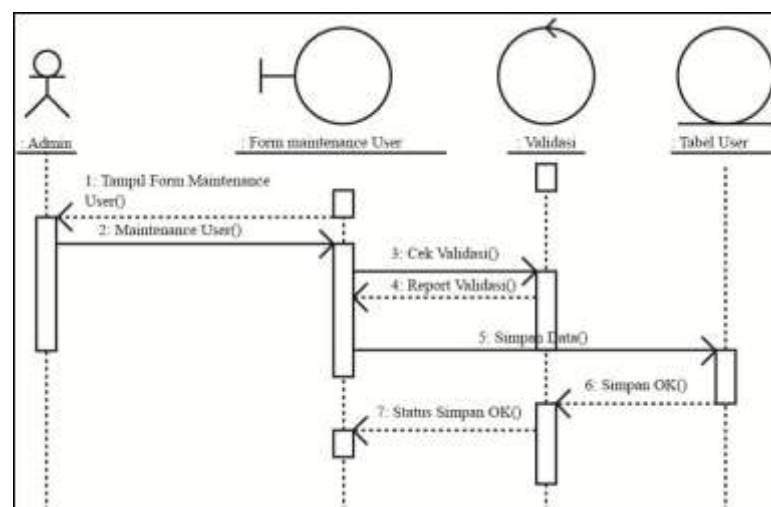 : Admin
: Form maintenance User
: Validasi
: Tabel User
1: Tampil Form Maintenance
User()
2: Maintenance User()
3: Cek Validasi()
4: Report Validasi()
5: Simpan Data()
6: Simpan OK()
7: Status Simpan OK()